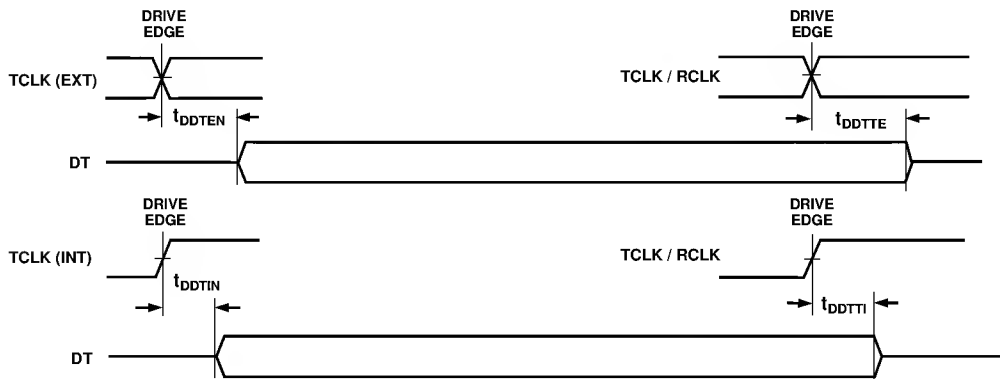 DRIVE
EDGE
DRIVE
EDGE
TCLK (EXT)
TCLK / RCLK
tDDTEN
tDDTTE
DT
DRIVE
EDGE
DRIVE
EDGE
TCLK (INT)
TCLK / RCLK
tDDTIN
tDDTTI
DT